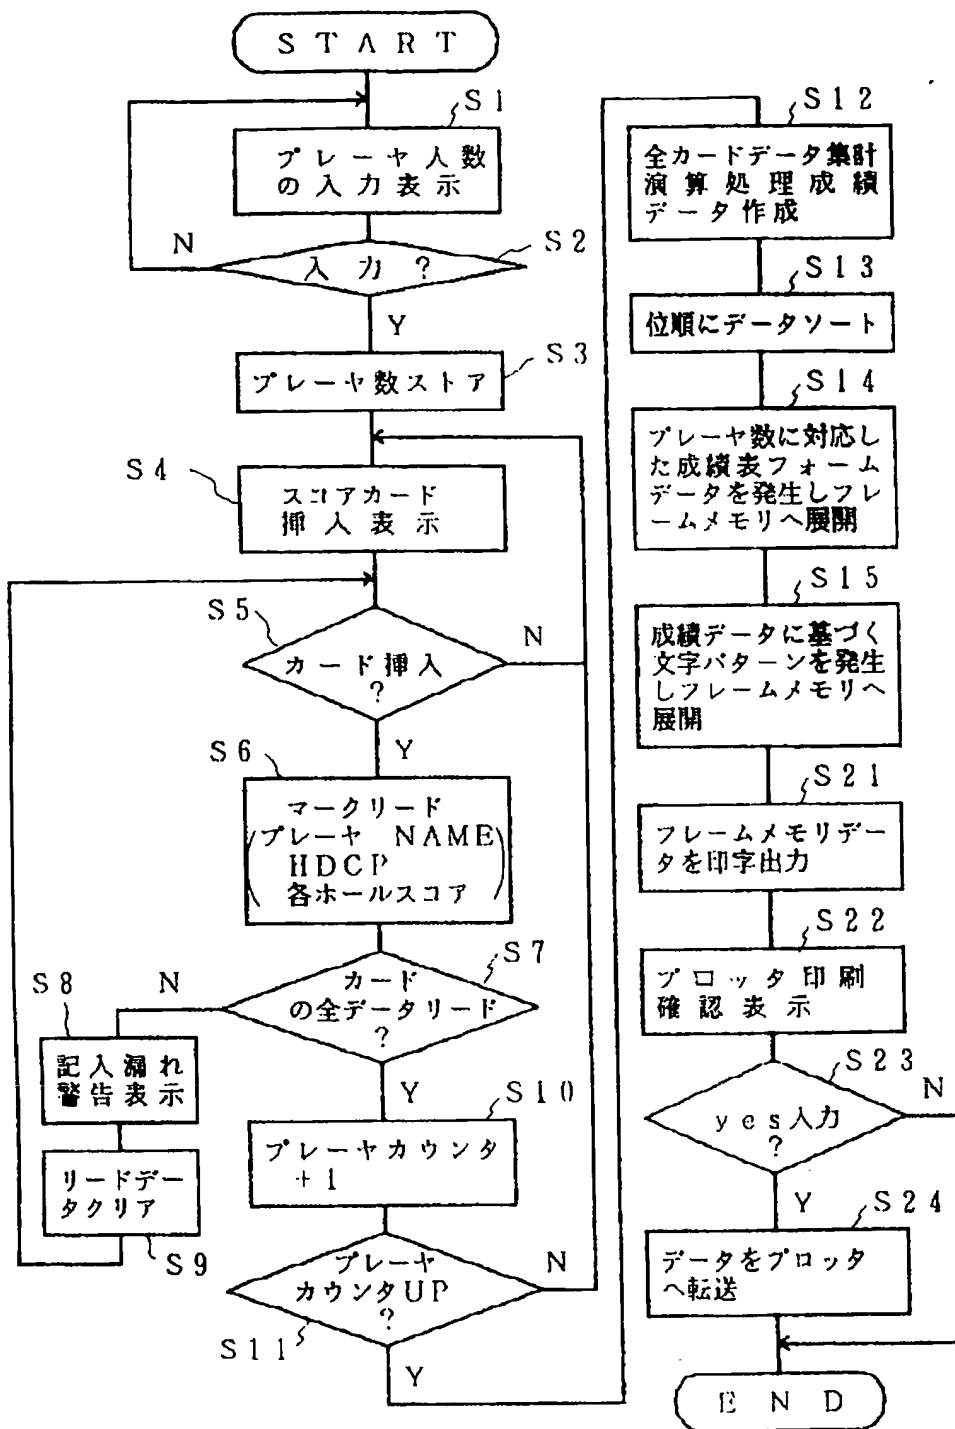 START
S1
プレーヤ人数
の入力表示
N
S2
入力?
Y
S3
プレーヤ数ストア
S4
スコアカード
挿入表示
S5
カード挿入
?
N
Y
S6
マークリード
(プレーヤ NAME
HDCP
各ホールスコア)
S7
カード
の全データリード
?
N
S8
記入漏れ
警告表示
リードデー
タクリア
S9
Y
S10
プレーヤカウンタ
+1
プレーヤ
カウンタUP
?
N
S11
Y
S12
全カードデータ集計
演算処理成績
データ作成
S13
位順にデータソート
S14
プレーヤ数に対応し
た成績表フォーム
データを発生しフレ
ームメモリへ展開
S15
成績データに基づく
文字パターンを発生
しフレームメモリへ
展開
S21
フレームメモリデー
タを印字出力
S22
プロッタ印刷
確認表示
S23
yes入力
?
N
Y
S24
データをプロッタ
へ転送
END